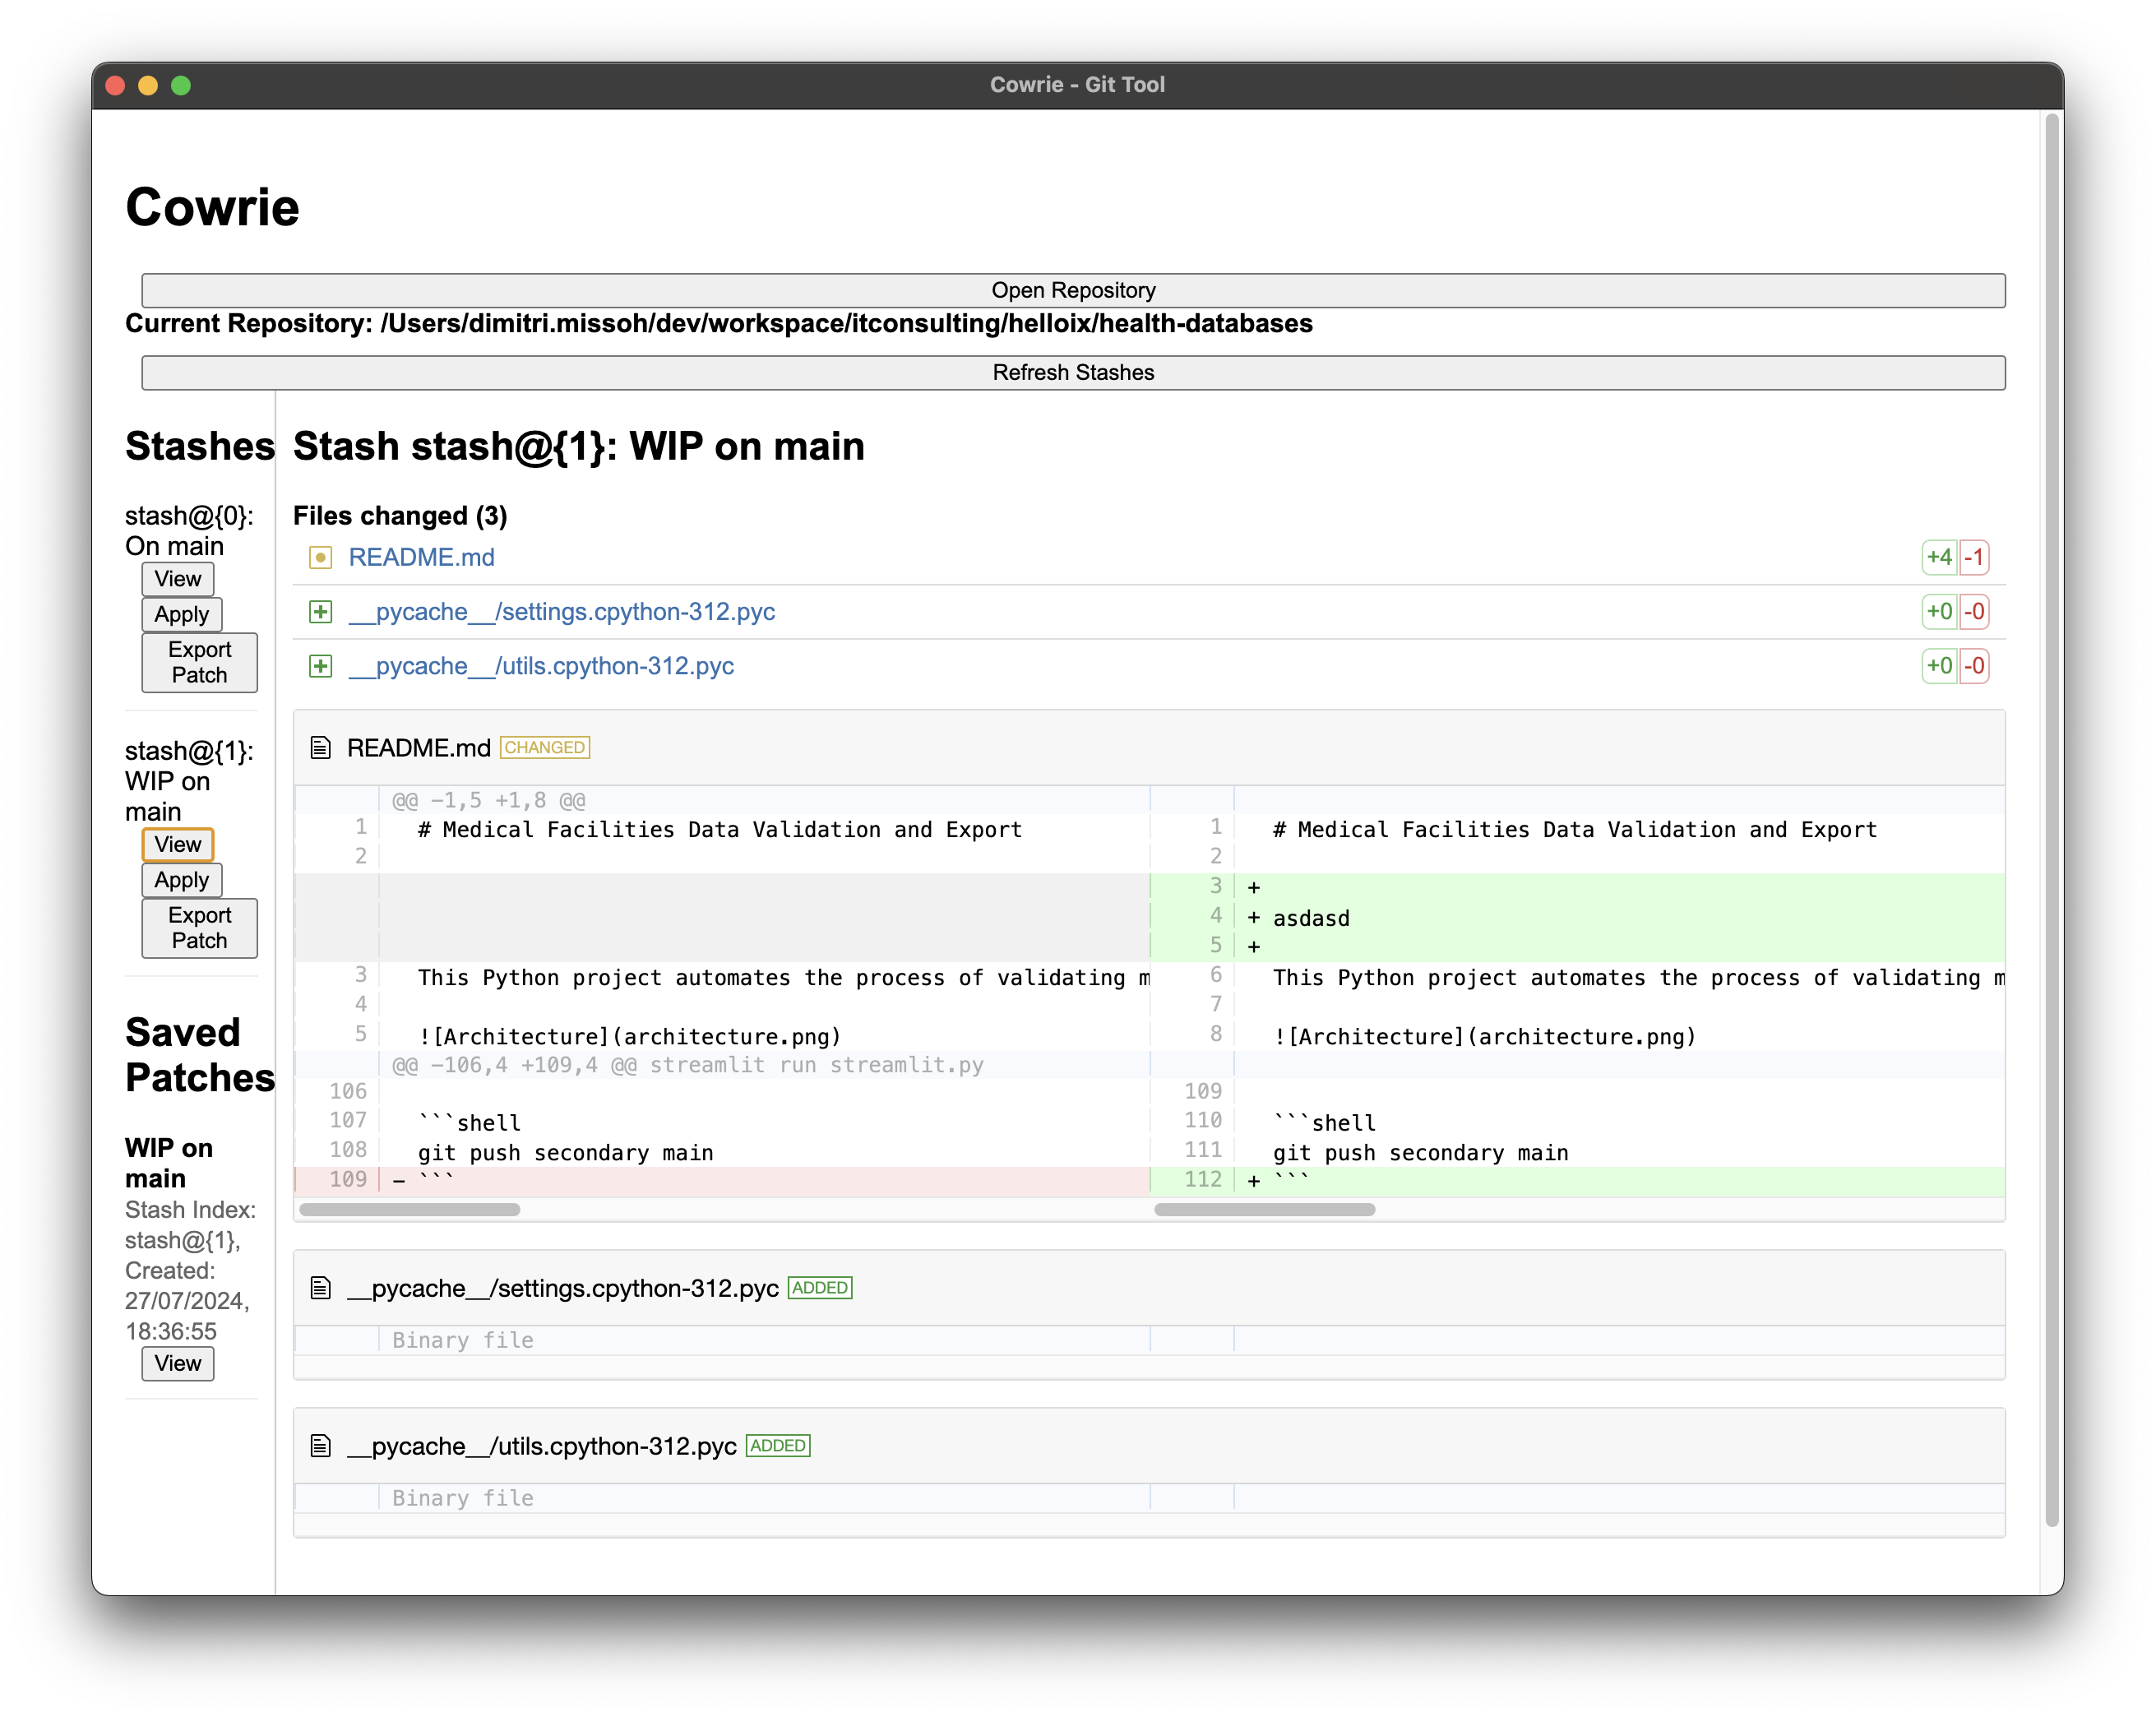 Cowrie - Git Tool
Cowrie
Open Repository
Current Repository: /Users/dimitri.missoh/dev/workspace/itconsulting/helloix/health-databases
Refresh Stashes
Stashes
stash@{0}:
On main
View
Apply
Export
Patch
stash@{1}:
WIP on
main
View
Apply
Export
Patch
Saved
Patches
WIP on
main
Stash Index:
stash@{1},
Created:
27/07/2024,
18:36:55
View
Stash stash@{1}: WIP on main
Files changed (3)
README.md +4 -1
__pycache__/settings.cpython-312.pyc +0 -0
__pycache__/utils.cpython-312.pyc +0 -0
README.md CHANGED
@@ -1,5 +1,8 @@
1 # Medical Facilities Data Validation and Export 1 # Medical Facilities Data Validation and Export
2 2
3 +
4 + asdasd
5 +
3 This Python project automates the process of validating m 6 This Python project automates the process of validating m
4 7
5 ![Architecture](architecture.png) 8 ![Architecture](architecture.png)
@@ -106,4 +109,4 @@ streamlit run streamlit.py
106 109
107 ```shell 110 ```shell
108 git push secondary main 111 git push secondary main
109 - ``` 112 + ```
__pycache__/settings.cpython-312.pyc ADDED
Binary file
__pycache__/utils.cpython-312.pyc ADDED
Binary file